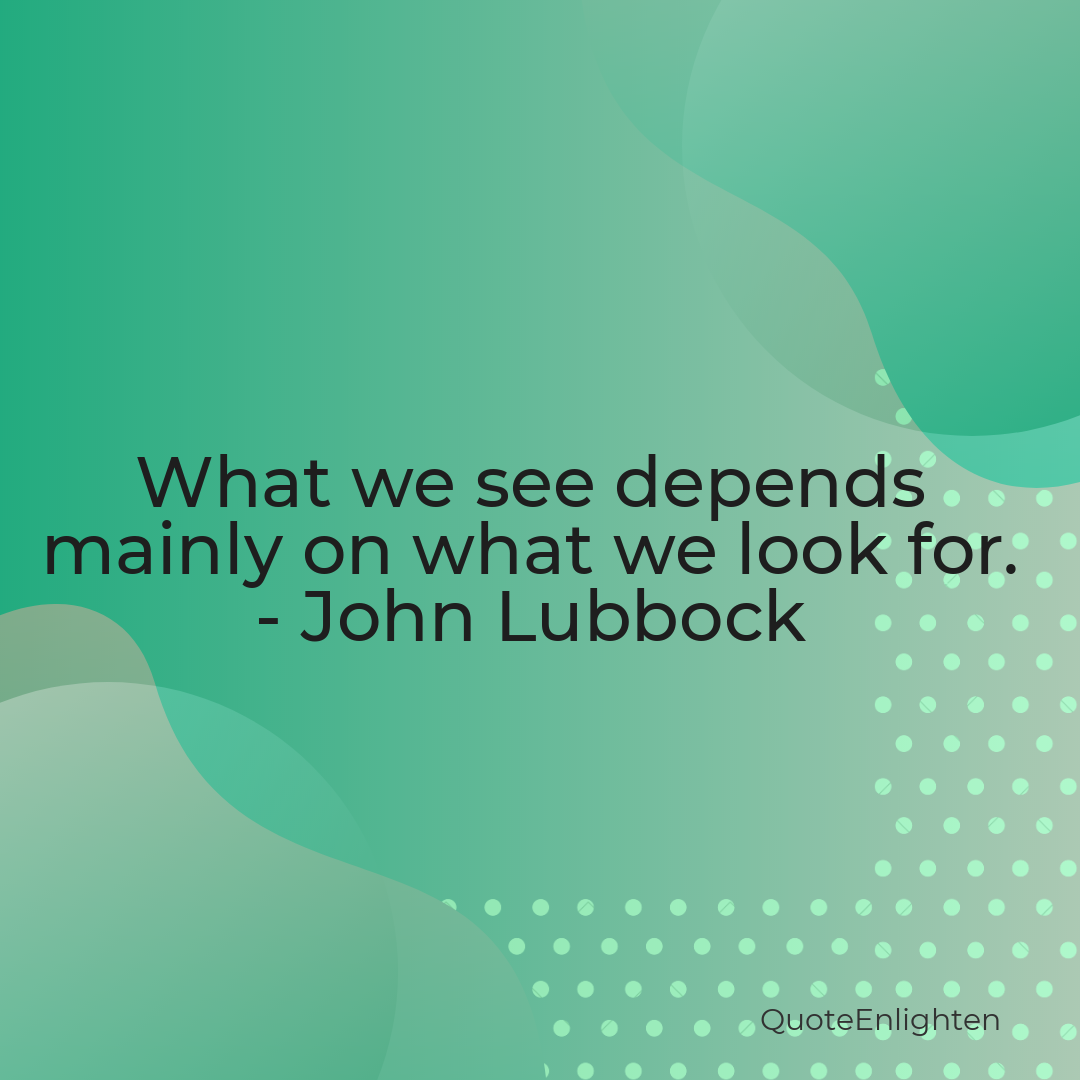 What we see depends
mainly on what we look for.
- John Lubbock
QuoteEnlighten